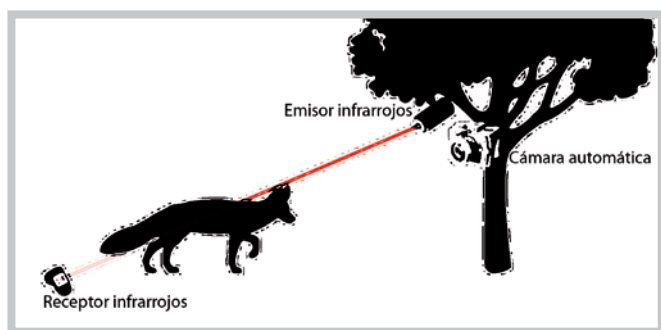 Emisor infrarrojos
Cámara automática
Receptor infrarrojos